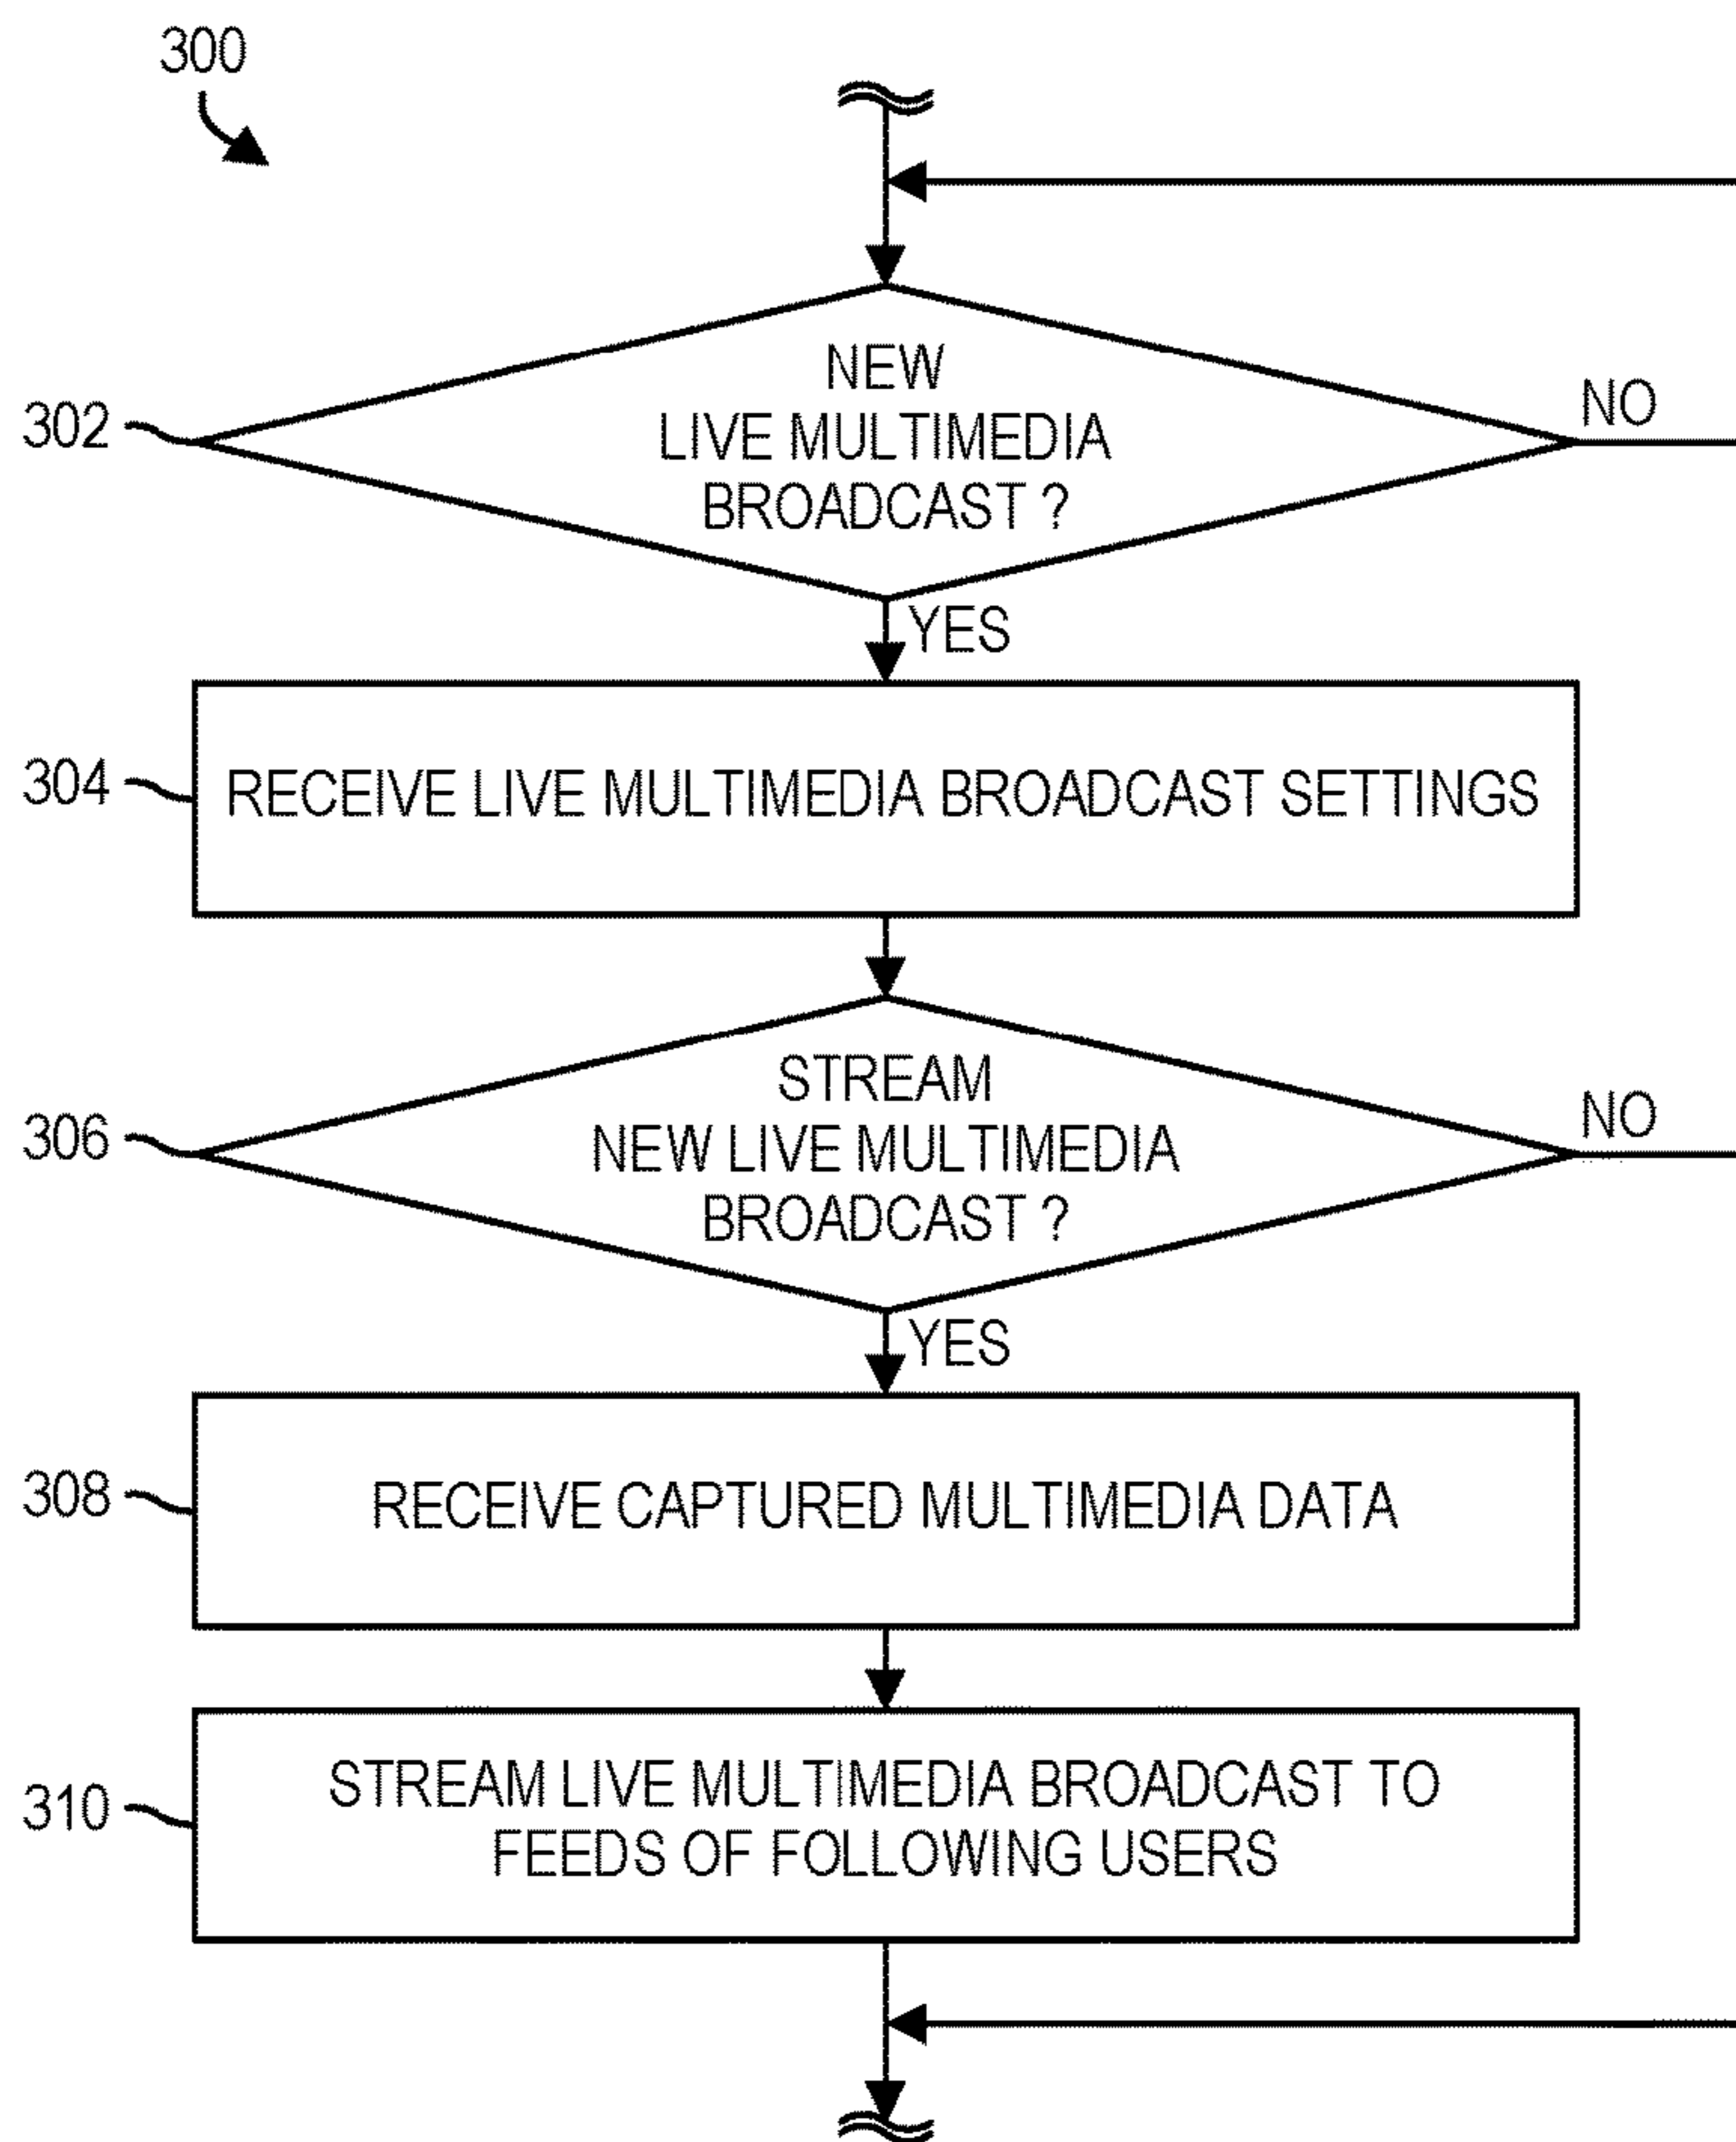 300
NEW
LIVE MULTIMEDIA
BROADCAST ?
302
NO
YES
304
RECEIVE LIVE MULTIMEDIA BROADCAST SETTINGS
STREAM
NEW LIVE MULTIMEDIA
BROADCAST ?
306
NO
YES
308
RECEIVE CAPTURED MULTIMEDIA DATA
310
STREAM LIVE MULTIMEDIA BROADCAST TO
FEEDS OF FOLLOWING USERS